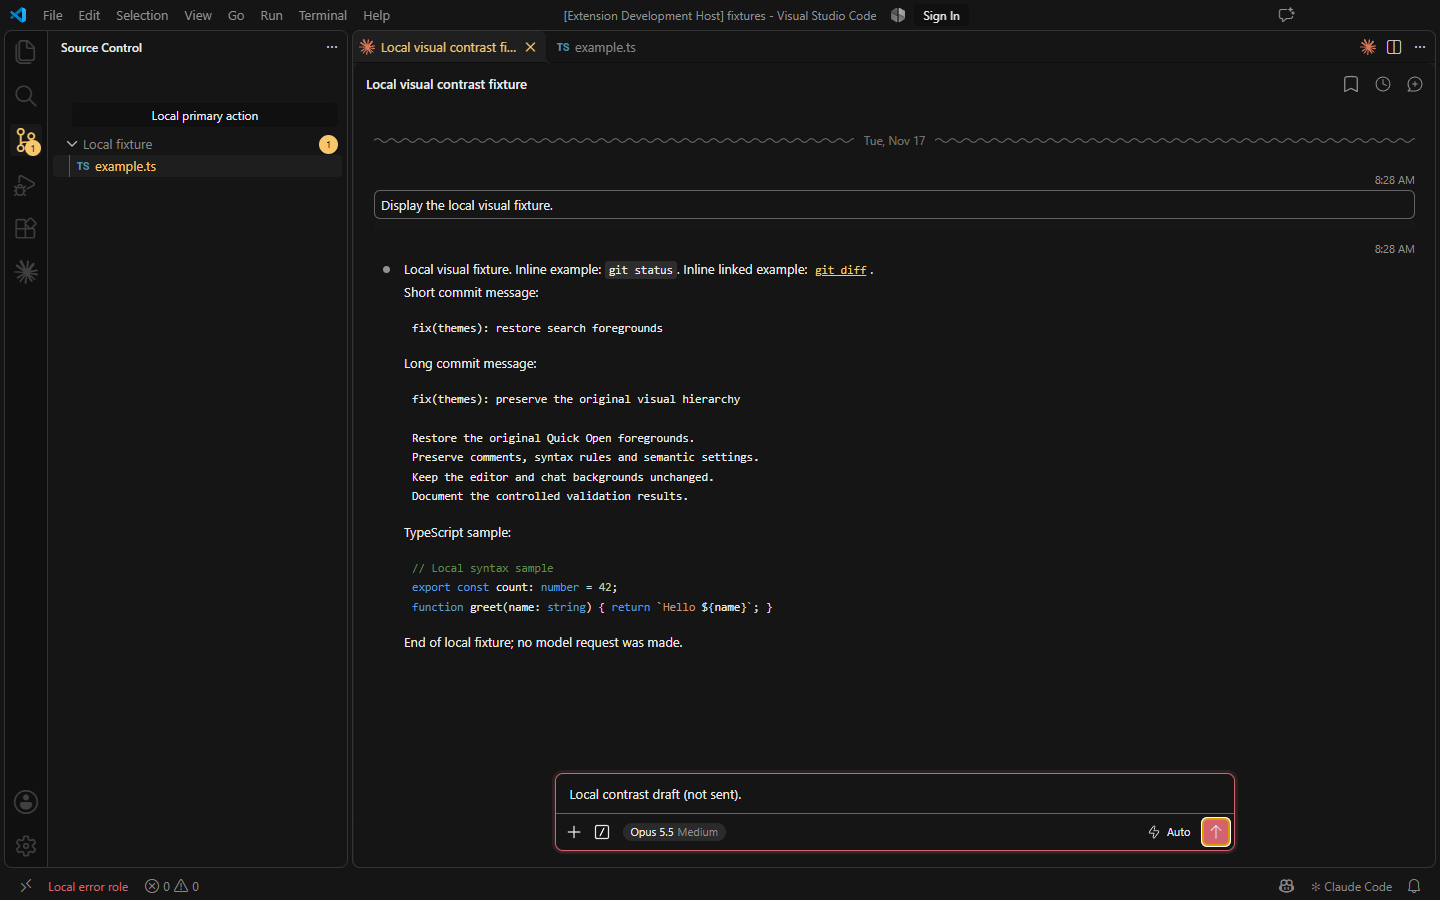 File Edit Selection View Go Run Terminal Help
[Extension Development Host] fixtures - Visual Studio Code
Sign In
Source Control
Local primary action
Local fixture
1
1
TS example.ts
Local visual contrast fi...
TS example.ts
Local visual contrast fixture
Tue, Nov 17
8:28 AM
Display the local visual fixture.
8:28 AM
Local visual fixture. Inline example: git status. Inline linked example: git diff.
Short commit message:
fix(themes): restore search foregrounds
Long commit message:
fix(themes): preserve the original visual hierarchy
Restore the original Quick Open foregrounds.
Preserve comments, syntax rules and semantic settings.
Keep the editor and chat backgrounds unchanged.
Document the controlled validation results.
TypeScript sample:
// Local syntax sample
export const count: number = 42;
function greet(name: string) { return `Hello ${name}`; }
End of local fixture; no model request was made.
Local contrast draft (not sent).
Opus 5.5 Medium
Auto
Local error role
0 0
Claude Code